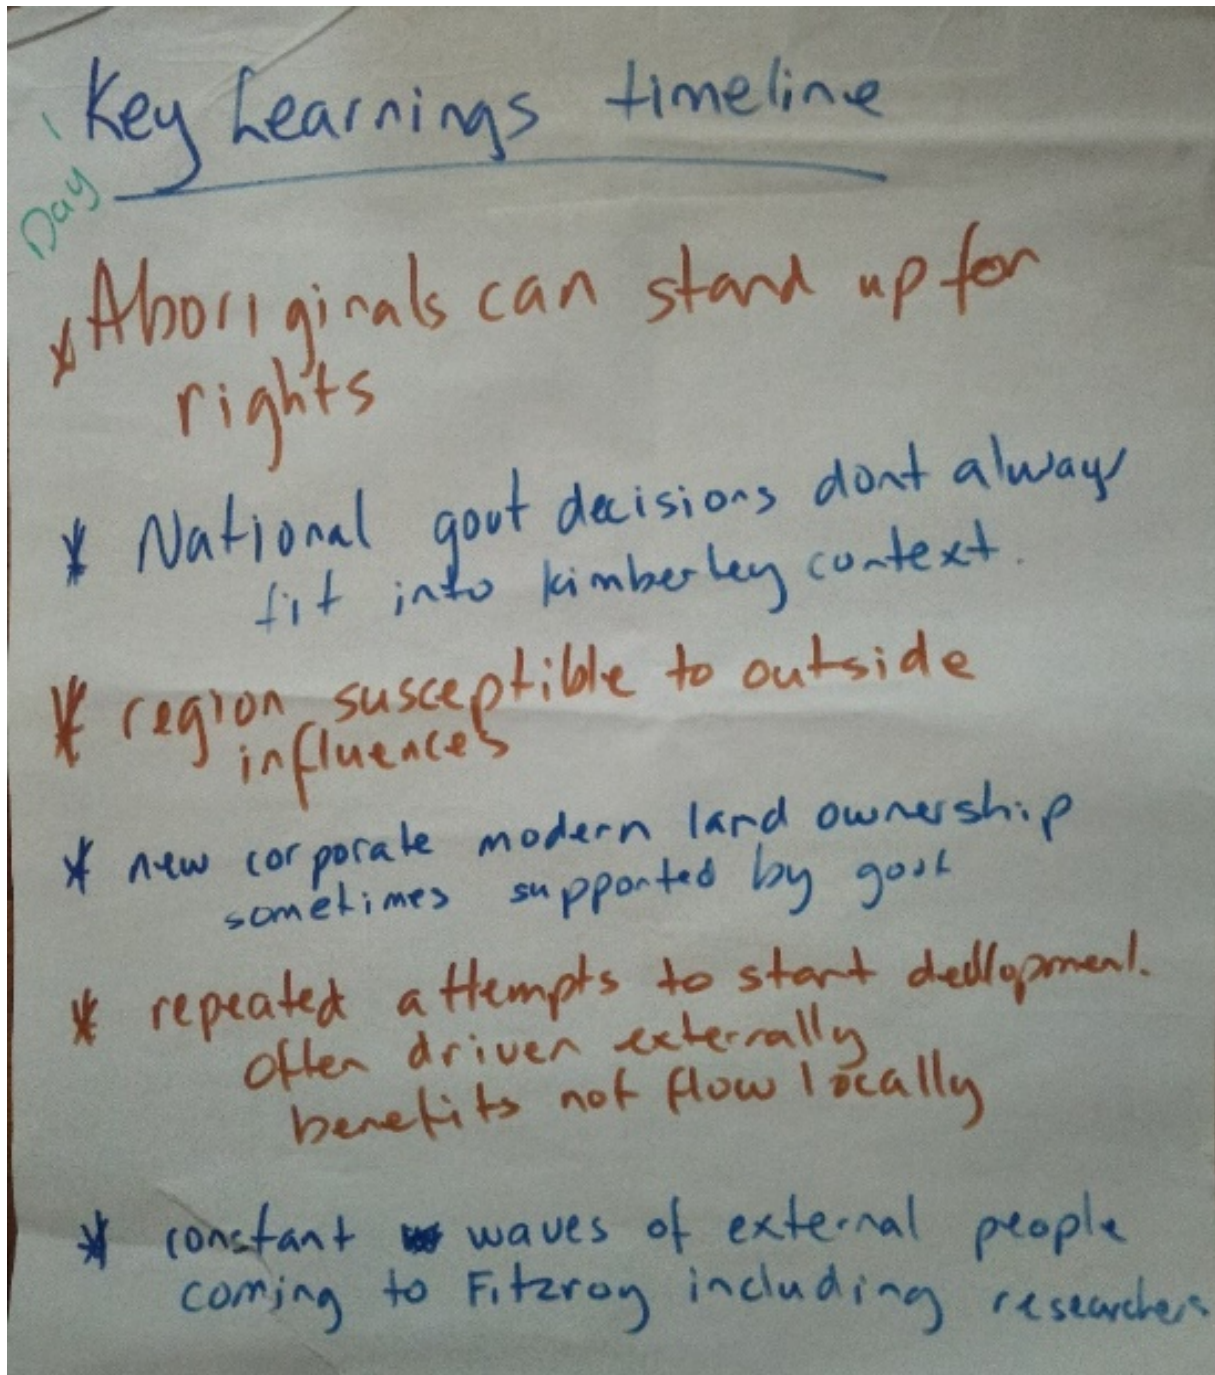 Day 1
Key Learnings timeline
* Aboriginals can stand up for
rights
* National govt decisions dont always
fit into kimberley context.
* region susceptible to outside
influences
* new corporate modern land ownership
sometimes supported by govt
* repeated attempts to start devlopment.
often driven externally
benefits not flow locally
* constant waves of external people
coming to Fitzroy including researchers